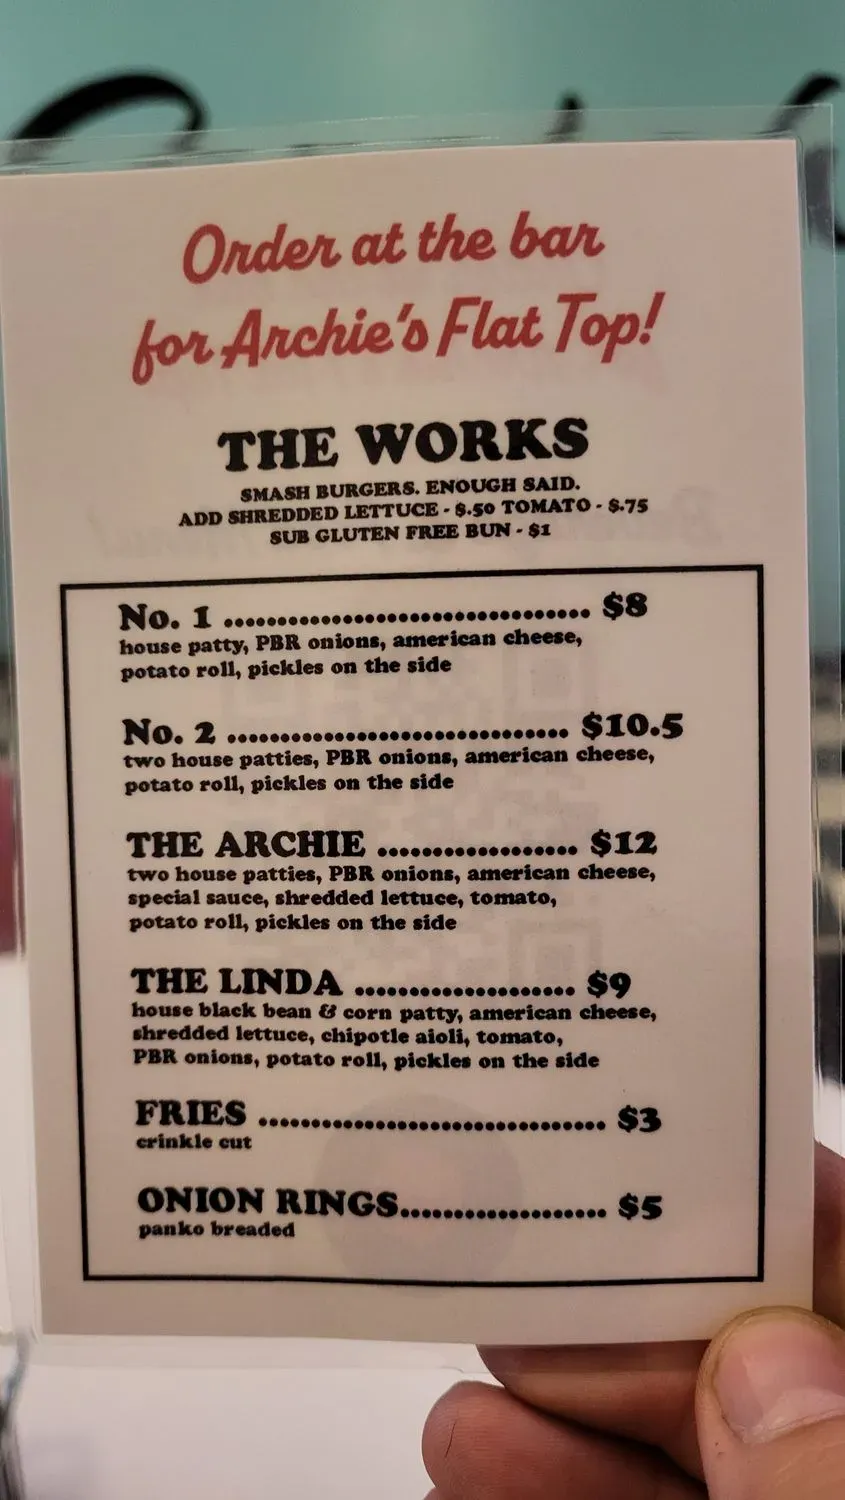 Order at the bar
for Archie's Flat Top!
THE WORKS
SMASH BURGERS. ENOUGH SAID.
ADD SHREDDED LETTUCE - $.50 TOMATO - $.75
SUB GLUTEN FREE BUN - $1
No. 1 .................................. $8
house patty, PBR onions, american cheese,
potato roll, pickles on the side
No. 2 ................................ $10.5
two house patties, PBR onions, american cheese,
potato roll, pickles on the side
THE ARCHIE ................... $12
two house patties, PBR onions, american cheese,
special sauce, shredded lettuce, tomato,
potato roll, pickles on the side
THE LINDA ..................... $9
house black bean & corn patty, american cheese,
shredded lettuce, chipotle aioli, tomato,
PBR onions, potato roll, pickles on the side
FRIES ................................. $3
crinkle cut
ONION RINGS.................... $5
panko breaded